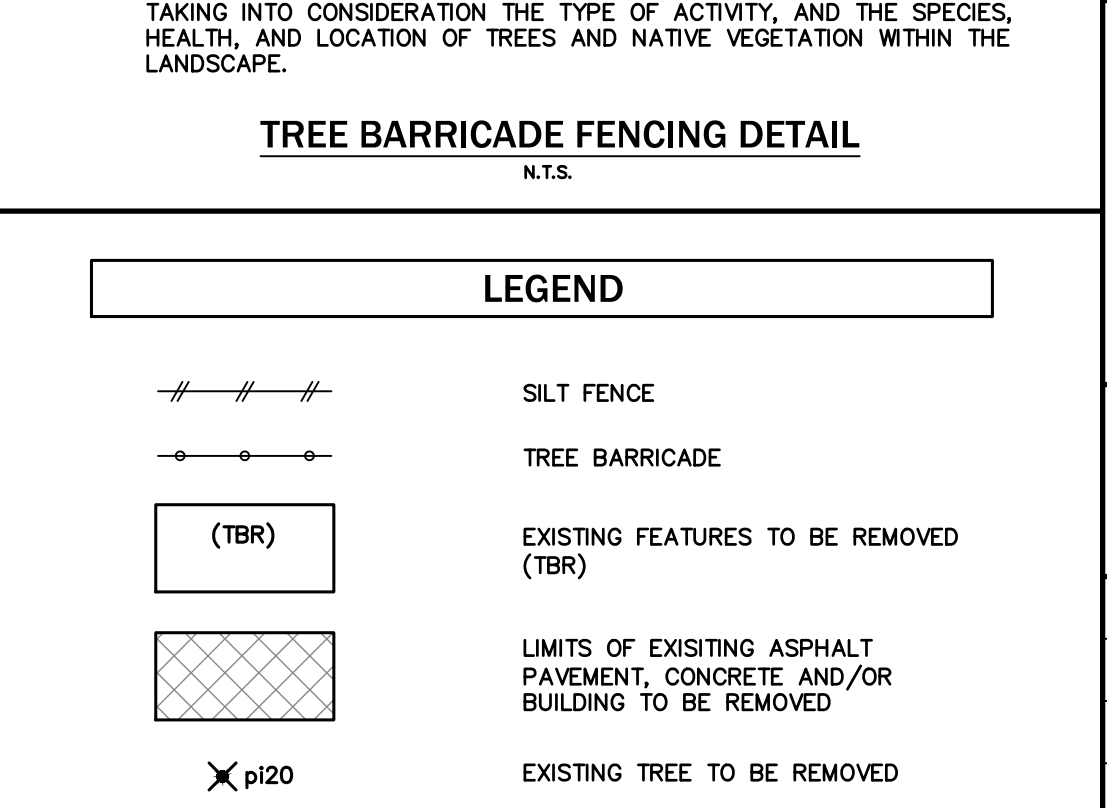 TAKING INTO CONSIDERATION THE TYPE OF ACTIVITY, AND THE SPECIES,
HEALTH, AND LOCATION OF TREES AND NATIVE VEGETATION WITHIN THE
LANDSCAPE.
TREE BARRICADE FENCING DETAIL
N.T.S.
LEGEND
SILT FENCE
TREE BARRICADE
(TBR)
EXISTING FEATURES TO BE REMOVED
(TBR)
LIMITS OF EXISITING ASPHALT
PAVEMENT, CONCRETE AND/OR
BUILDING TO BE REMOVED
pi20
EXISTING TREE TO BE REMOVED